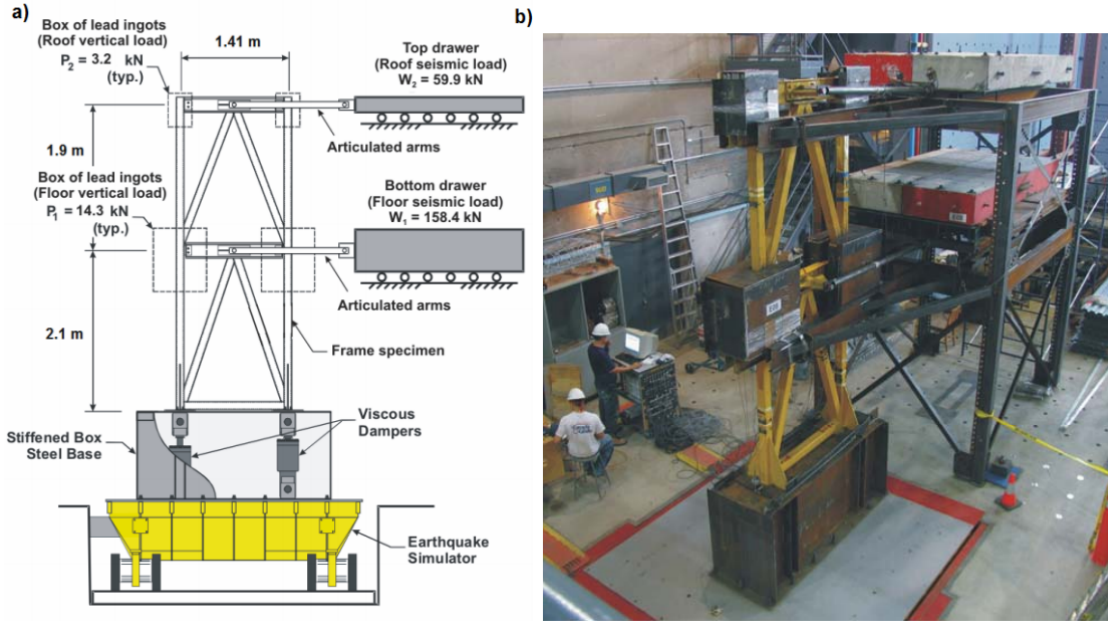 a)
Box of lead ingots
(Roof vertical load)
P2 = 3.2 kN
(typ.)
1.41 m
Top drawer
(Roof seismic load)
W2 = 59.9 kN
Articulated arms
1.9 m
Box of lead ingots
(Floor vertical load)
P1 = 14.3 kN
(typ.)
Bottom drawer
(Floor seismic load)
W1 = 158.4 kN
Articulated arms
2.1 m
Frame specimen
Viscous
Dampers
Stiffened Box
Steel Base
Earthquake
Simulator
b)